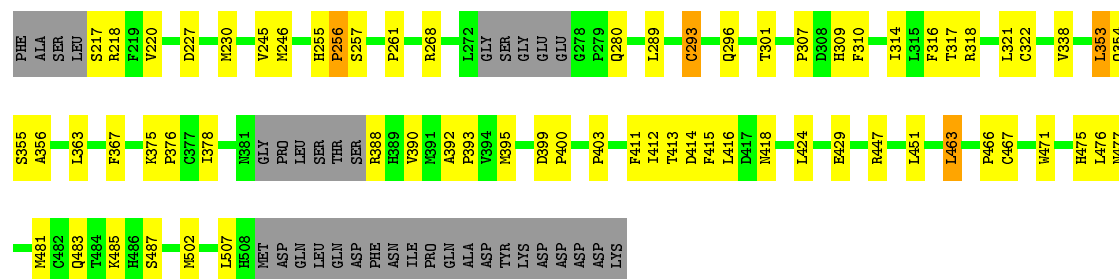 PHE ALA SER LEU S217 R218 F219 V220 D227 M230 V245 M246 H255 P256 S257 P261 R268 L272 GLY SER GLY GLU GLU G278 P279 Q280 L289 C293 Q296 T301 P307 D308 H309 F310 I314 L315 F316 T317 R318 L321 C322 V338 L353 Q354
S355 A356 L363 F367 K375 P376 C377 I378 N381 GLY PRO LEU SER THR SER R388 H389 V390 M391 A392 P393 V394 M395 D399 P400 P403 F411 I412 T413 D414 F415 L416 D417 N418 L424 E429 R447 L451 L463 P466 C467 W471 H475 L476 N477
M481 C482 Q483 T484 K485 H486 S487 M502 L507 H508 MET ASP GLN LEU GLN ASP PHE ASN ILE PRO GLN ALA ASP TYR LYS ASP ASP ASP ASP LYS